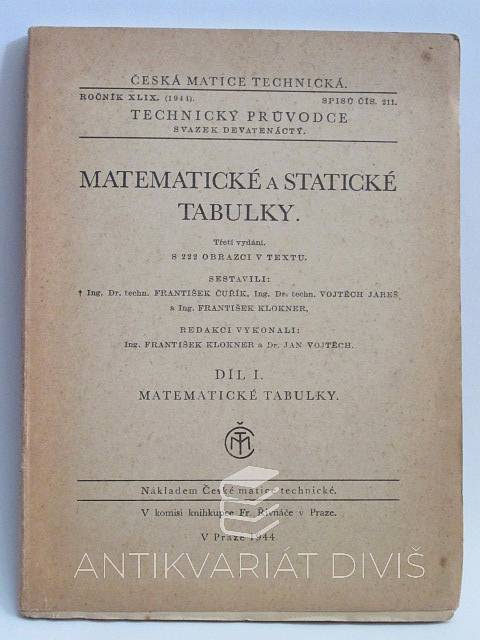 ČESKÁ MATICE TECHNICKÁ.
ROČNÍK XLIX. (1944). SPISŮ ČÍS. 211.
TECHNICKÝ PRŮVODCE
SVAZEK DEVATENÁCTÝ.
MATEMATICKÉ A STATICKÉ
TABULKY.
Třetí vydání.
S 222 OBRAZCI V TEXTU.
SESTAVILI:
† Ing. Dr. techn. FRANTIŠEK ČUŘÍK, Ing. Dr. techn. VOJTĚCH JAREŠ
a Ing. FRANTIŠEK KLOKNER.
REDAKCI VYKONALI:
Ing. FRANTIŠEK KLOKNER a Dr. JAN VOJTĚCH.
DÍL I.
MATEMATICKÉ TABULKY.
ČMT
Nákladem České matice technické.
V komisi knihkupce Fr. Řivnáče v Praze.
V Praze 1944.
ANTIKVARIÁT DIVIŠ